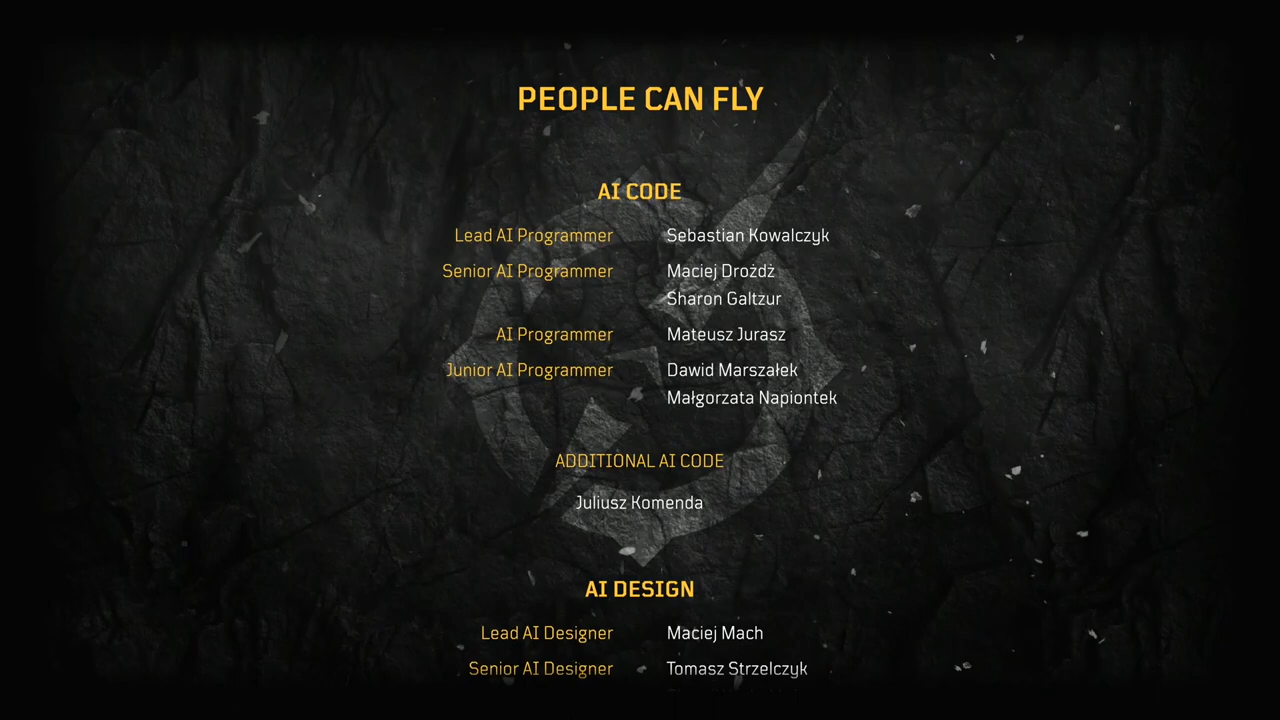 PEOPLE CAN FLY
AI CODE
Lead AI Programmer Sebastian Kowalczyk
Senior AI Programmer Maciej Drożdż
Sharon Galtzur
AI Programmer Mateusz Jurasz
Junior AI Programmer Dawid Marszałek
Małgorzata Napiontek
ADDITIONAL AI CODE
Juliusz Komenda
AI DESIGN
Lead AI Designer Maciej Mach
Senior AI Designer Tomasz Strzelczyk